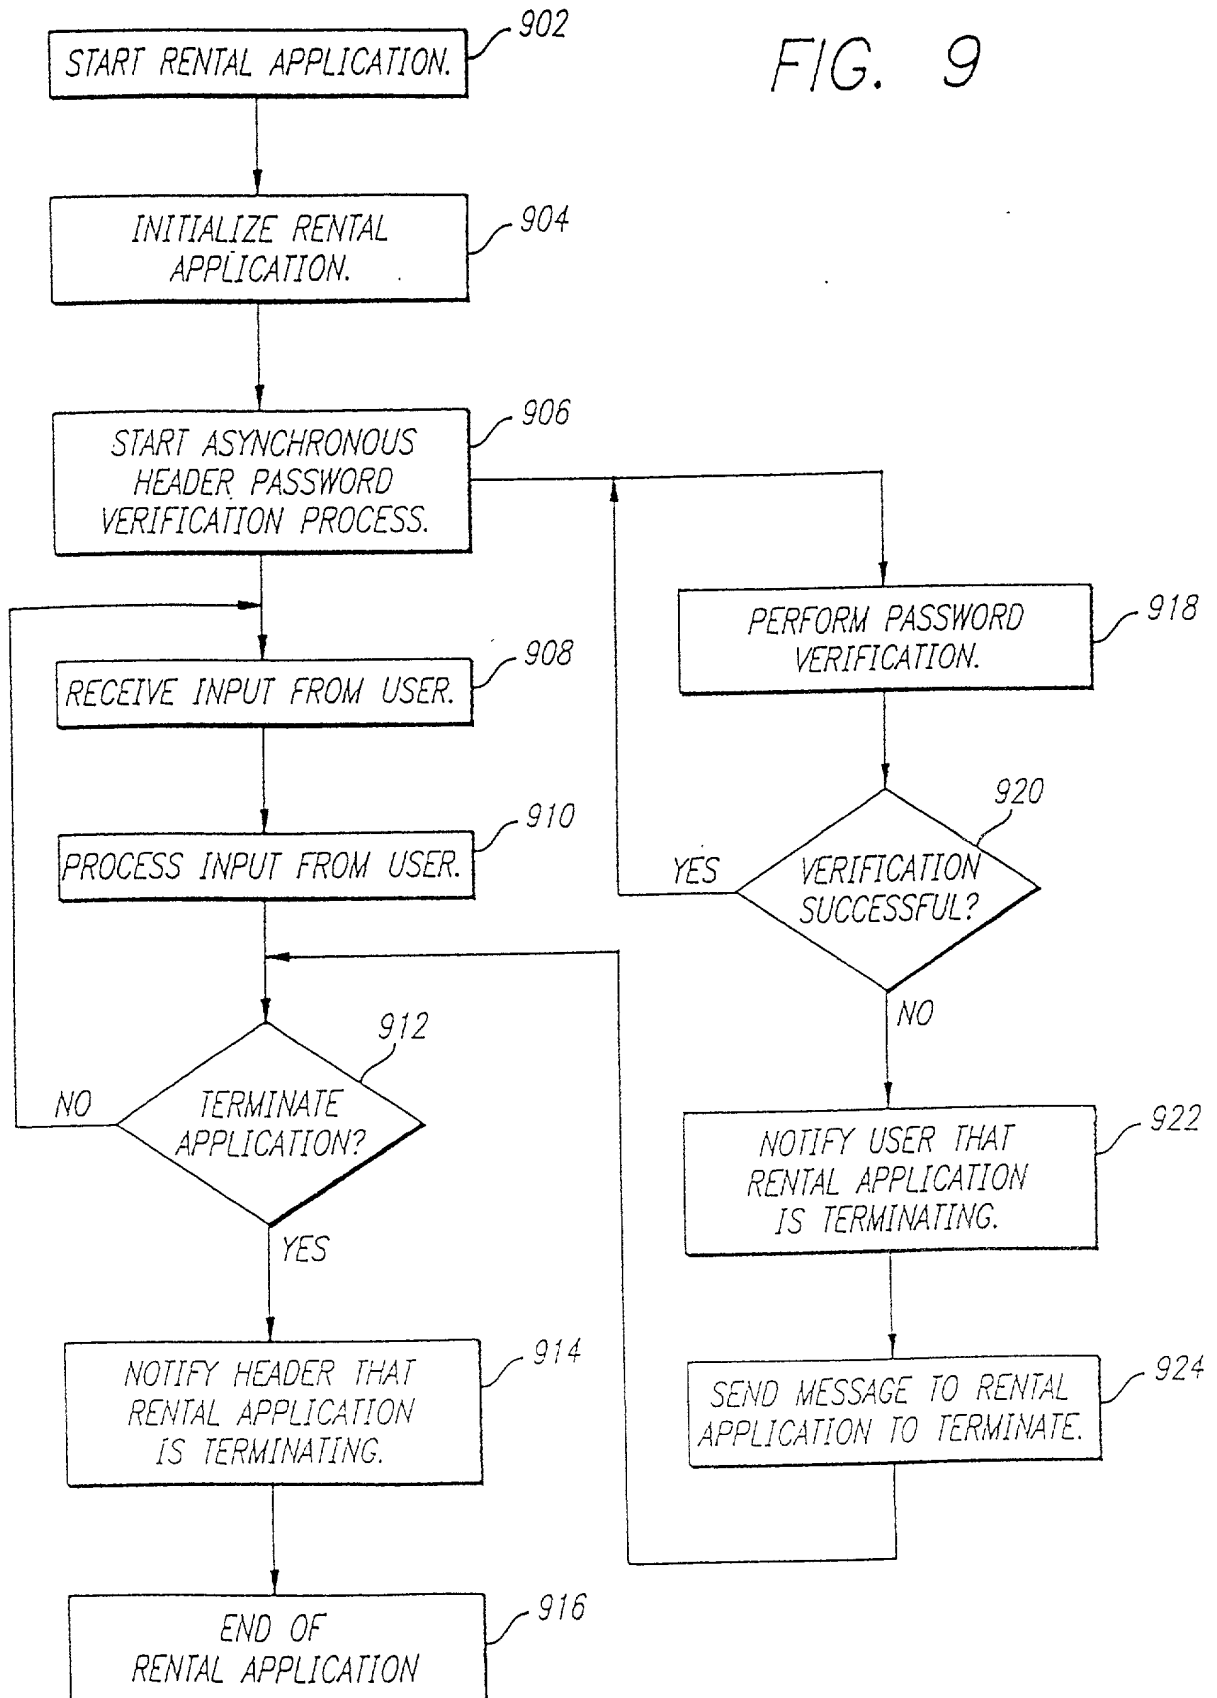 FIG. 9
902
START RENTAL APPLICATION.
904
INITIALIZE RENTAL
APPLICATION.
906
START ASYNCHRONOUS
HEADER PASSWORD
VERIFICATION PROCESS.
908
RECEIVE INPUT FROM USER.
910
PROCESS INPUT FROM USER.
912
TERMINATE
APPLICATION?
NO
YES
914
NOTIFY HEADER THAT
RENTAL APPLICATION
IS TERMINATING.
916
END OF
RENTAL APPLICATION
918
PERFORM PASSWORD
VERIFICATION.
920
VERIFICATION
SUCCESSFUL?
YES
NO
922
NOTIFY USER THAT
RENTAL APPLICATION
IS TERMINATING.
924
SEND MESSAGE TO RENTAL
APPLICATION TO TERMINATE.